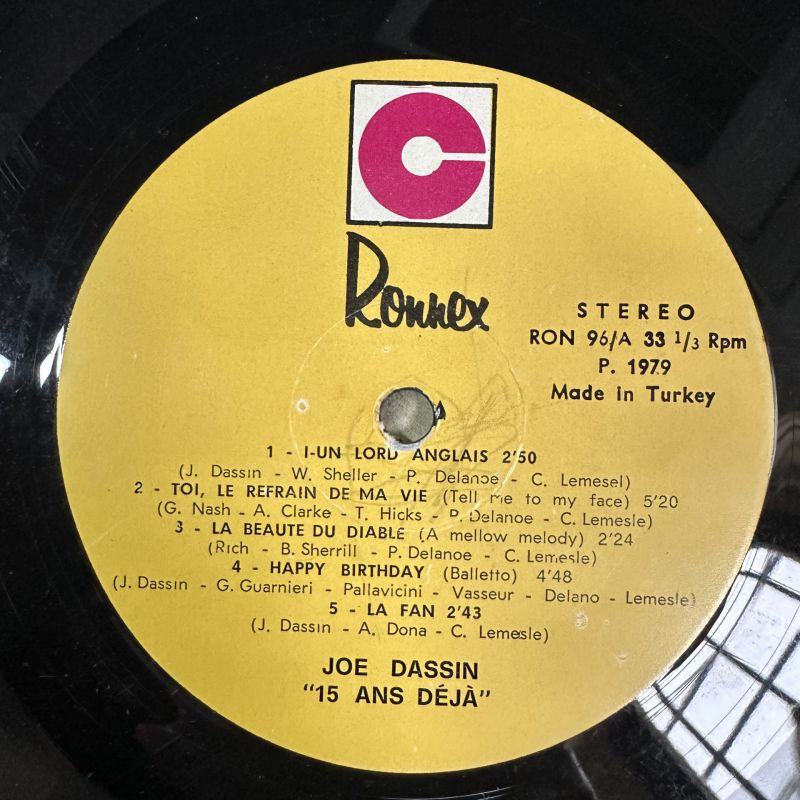 Ronnex
STEREO
RON 96/A 33 1/3 Rpm
P. 1979
Made in Turkey
1 - I-UN LORD ANGLAIS 2'50
(J. Dassin - W. Sheller - P. Delanoe - C. Lemesel)
2 - TOI, LE REFRAIN DE MA VIE (Tell me to my face) 5'20
(G. Nash - A. Clarke - T. Hicks - P. Delanoe - C. Lemesle)
3 - LA BEAUTE DU DIABLE (A mellow melody) 2'24
(Rich - B. Sherrill - P. Delanoe - C. Lemesle)
4 - HAPPY BIRTHDAY (Balletto) 4'48
(J. Dassin - G. Guarnieri - Pallavicini - Vasseur - Delano - Lemesle)
5 - LA FAN 2'43
(J. Dassin - A. Dona - C. Lemesle)
JOE DASSIN
"15 ANS DÉJÀ"